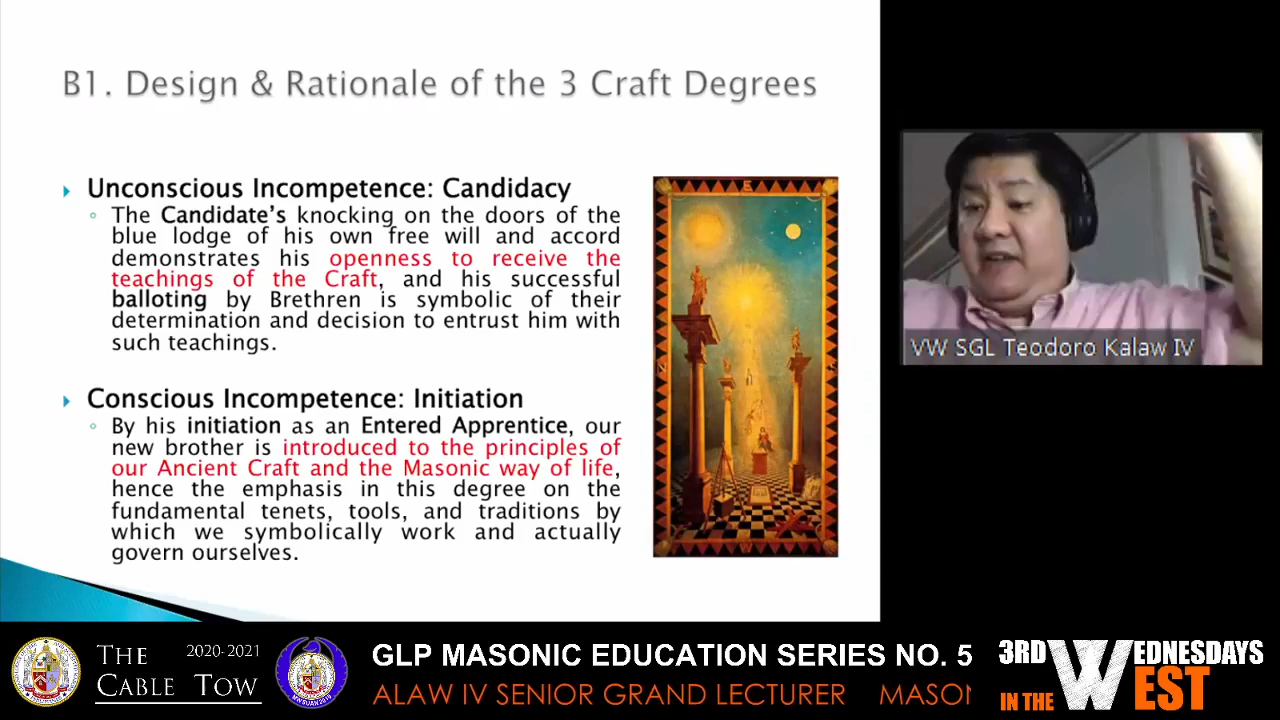 B1. Design & Rationale of the 3 Craft Degrees
Unconscious Incompetence: Candidacy
The Candidate's knocking on the doors of the
blue lodge of his own free will and accord
demonstrates his openness to receive the
teachings of the Craft, and his successful
balloting by Brethren is symbolic of their
determination and decision to entrust him with
such teachings.
Conscious Incompetence: Initiation
By his initiation as an Entered Apprentice, our
new brother is introduced to the principles of
our Ancient Craft and the Masonic way of life,
hence the emphasis in this degree on the
fundamental tenets, tools, and traditions by
which we symbolically work and actually
govern ourselves.
E
W
VW SGL Teodoro Kalaw IV
THE
CABLE TOW
2020-2021
GLP MASONIC EDUCATION SERIES NO. 5
ALAW IV SENIOR GRAND LECTURER MASON
3RD WEDNESDAYS
IN THE WEST